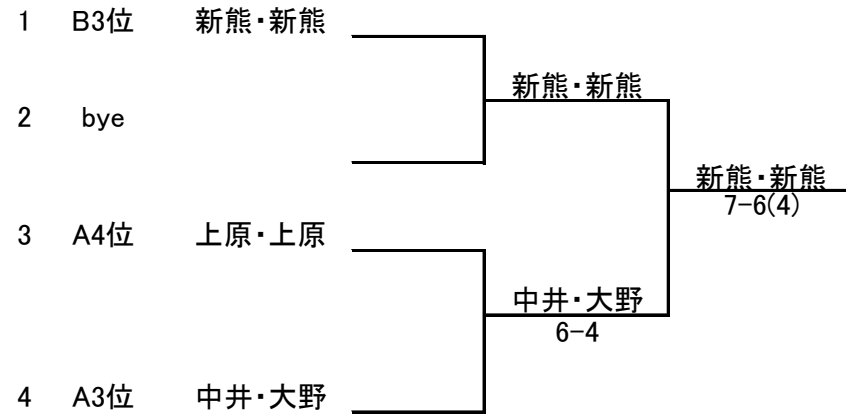 1 B3位 新熊・新熊
新熊・新熊
2 bye
新熊・新熊
7-6(4)
3 A4位 上原・上原
中井・大野
6-4
4 A3位 中井・大野